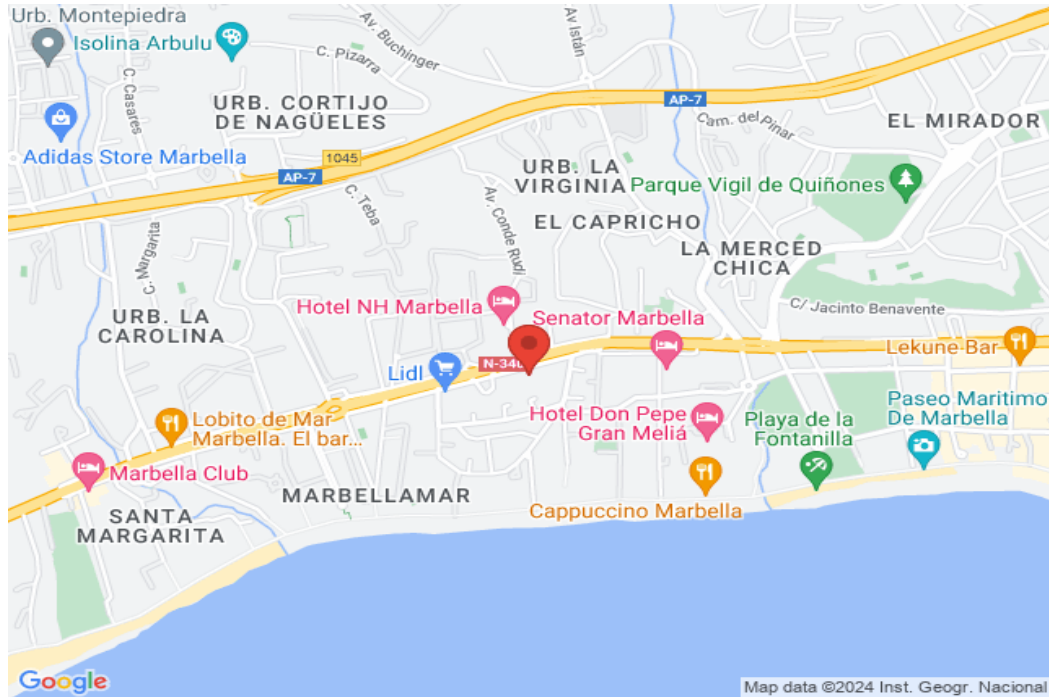 Urb. Montepiedra
Isolina Arbulu
C. Pizarra
Av. Buchinger
Av Istán
C. Casares
URB. CORTIJO
DE NAGÜELES
AP-7
Cam. del Pinar
EL MIRADOR
Adidas Store Marbella
1045
AP-7
URB. LA
VIRGINIA
Parque Vigil de Quiñones
C. Teba
Av. Conde Rudi
EL CAPRICHO
C. Margarita
LA MERCED
CHICA
Hotel NH Marbella
C/ Jacinto Benavente
URB. LA
CAROLINA
Senator Marbella
Lekune Bar
N-340
Lidl
Lobito de Mar
Marbella. El bar...
Hotel Don Pepe
Gran Meliá
Playa de la
Fontanilla
Paseo Maritimo
De Marbella
Marbella Club
MARBELLAMAR
Cappuccino Marbella
SANTA
MARGARITA
Google
Map data ©2024 Inst. Geogr. Nacional